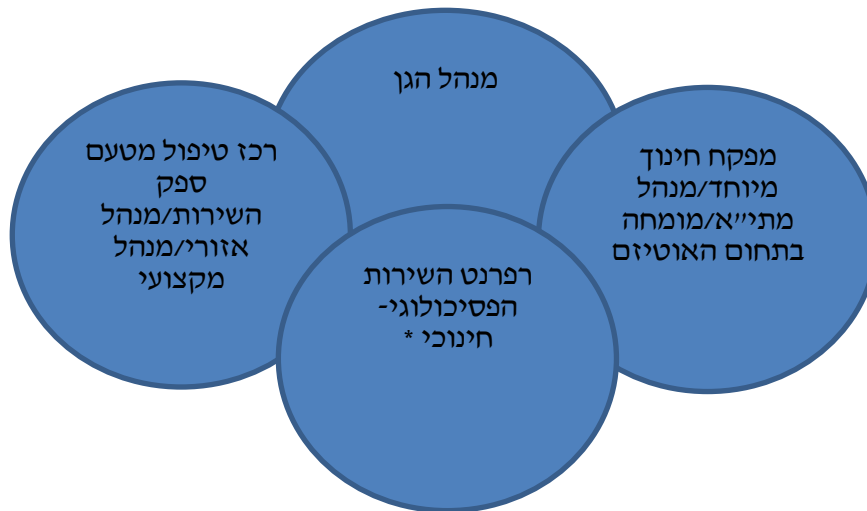 מנהל הגן
מפקח חינוך
מיוחד/מנהל
מתי״א/מומחה
בתחום האוטיזם
רכז טיפול מטעם
ספק
השירות/מנהל
אזורי/מנהל
מקצועי
רפרנט השירות
הפסיכולוגי-
חינוכי *